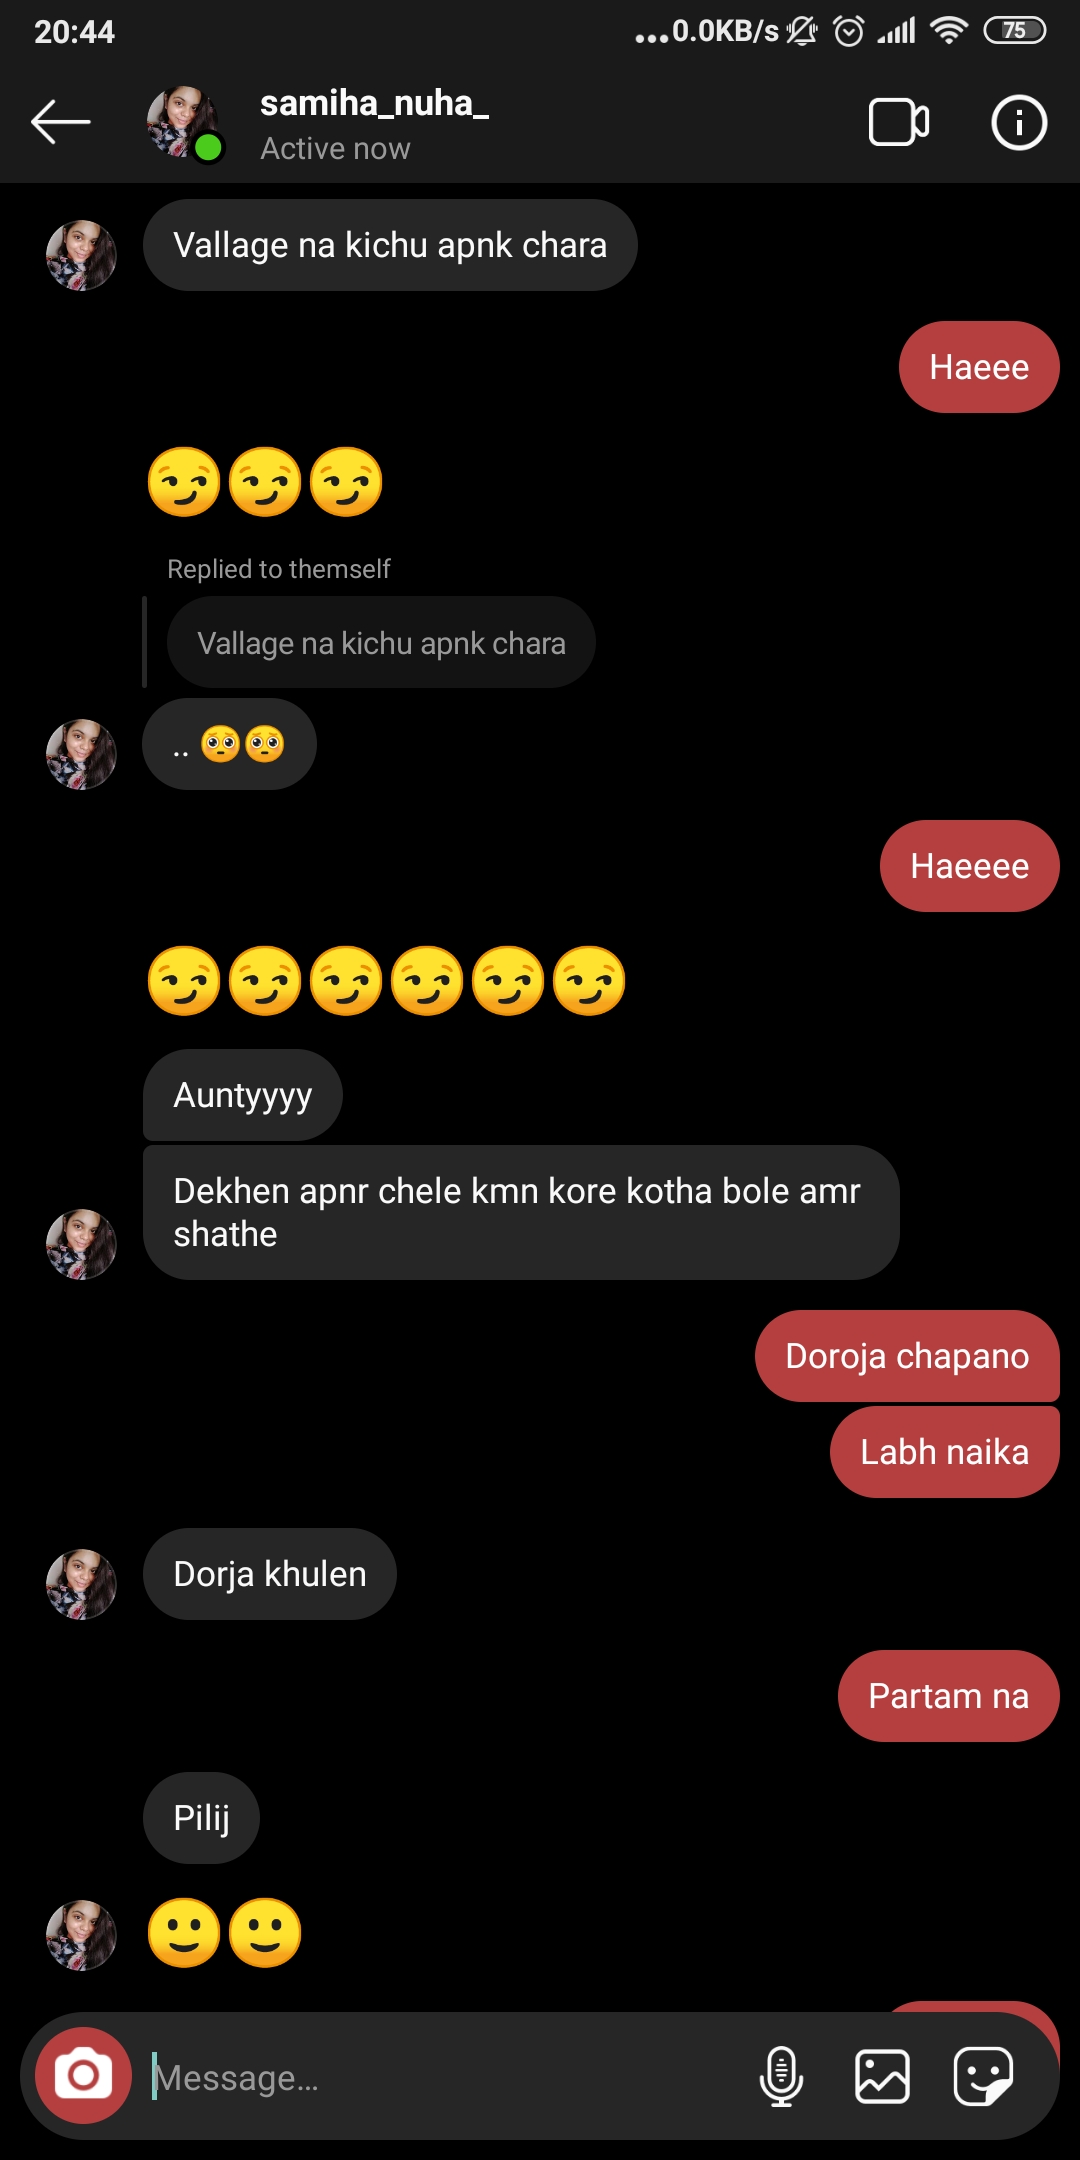 20:44
...0.0KB/s
75
samiha_nuha_
Active now
Vallage na kichu apnk chara
Haeee
😏😏😏
Replied to themself
Vallage na kichu apnk chara
.. 🥺🥺
Haeeee
😏😏😏😏😏😏
Auntyyyy
Dekhen apnr chele kmn kore kotha bole amr
shathe
Doroja chapano
Labh naika
Dorja khulen
Partam na
Pilij
🙂🙂
Message...